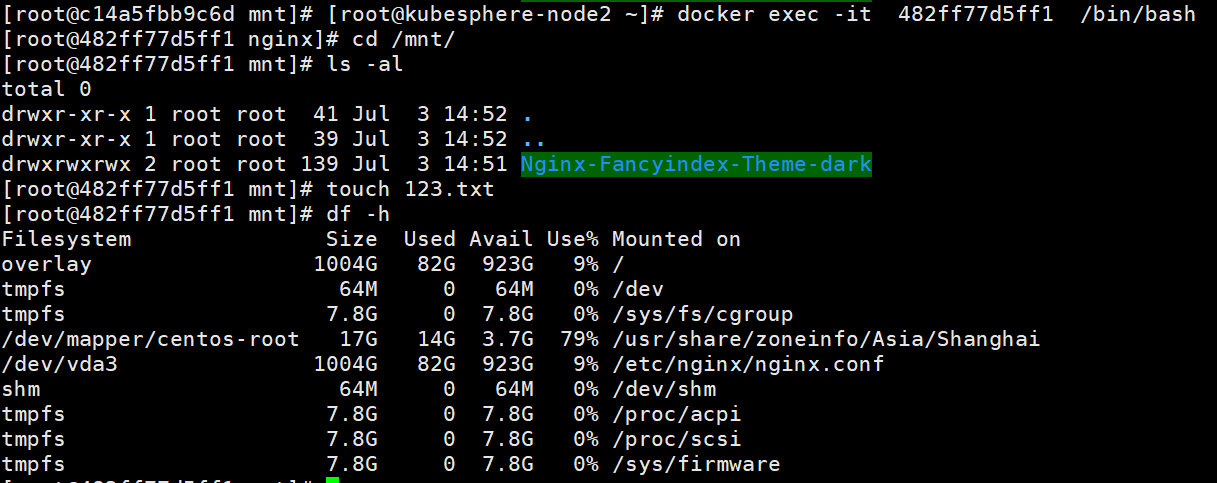 [root@c14a5fbb9c6d mnt]# [root@kubesphere-node2 ~]# docker exec -it  482ff77d5ff1  /bin/bash
[root@482ff77d5ff1 nginx]# cd /mnt/
[root@482ff77d5ff1 mnt]# ls -al
total 0
drwxr-xr-x 1 root root  41 Jul  3 14:52 .
drwxr-xr-x 1 root root  39 Jul  3 14:52 ..
drwxrwxrwx 2 root root 139 Jul  3 14:51 Nginx-Fancyindex-Theme-dark
[root@482ff77d5ff1 mnt]# touch 123.txt
[root@482ff77d5ff1 mnt]# df -h
Filesystem               Size  Used Avail Use% Mounted on
overlay                 1004G   82G  923G   9% /
tmpfs                     64M     0   64M   0% /dev
tmpfs                    7.8G     0  7.8G   0% /sys/fs/cgroup
/dev/mapper/centos-root   17G   14G  3.7G  79% /usr/share/zoneinfo/Asia/Shanghai
/dev/vda3               1004G   82G  923G   9% /etc/nginx/nginx.conf
shm                       64M     0   64M   0% /dev/shm
tmpfs                    7.8G     0  7.8G   0% /proc/acpi
tmpfs                    7.8G     0  7.8G   0% /proc/scsi
tmpfs                    7.8G     0  7.8G   0% /sys/firmware
[root@482ff77d5ff1 mnt]#